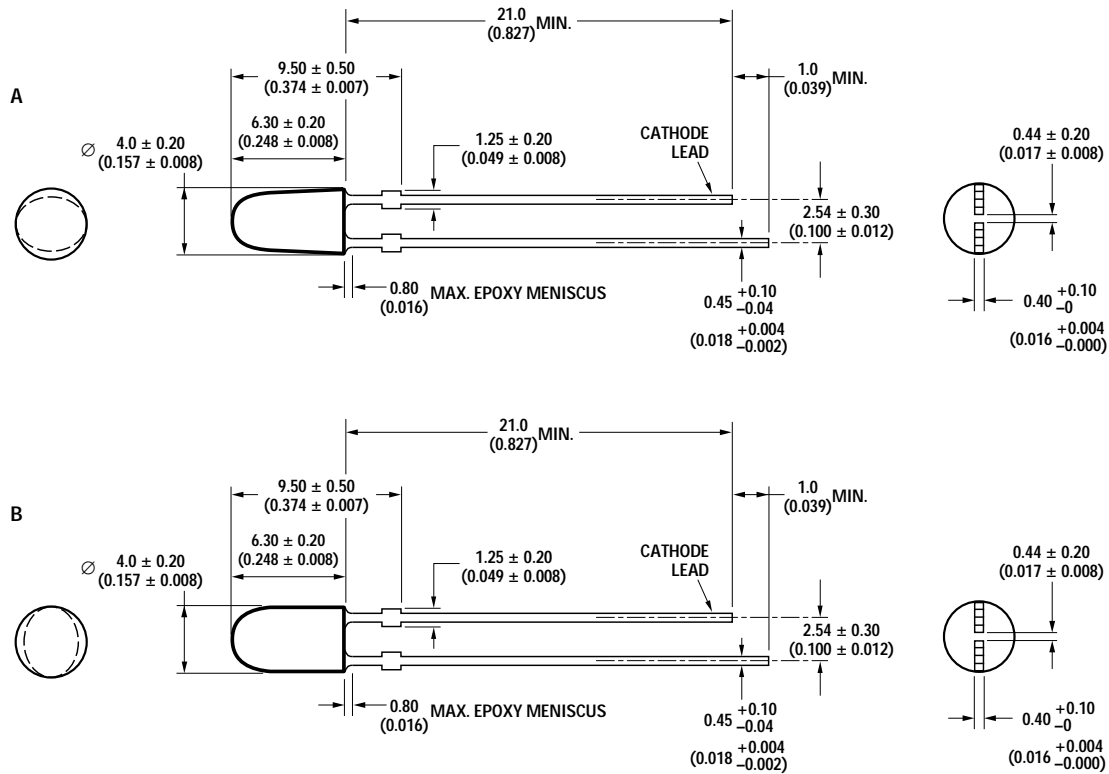 21.0
(0.827) MIN.
9.50 ± 0.50
(0.374 ± 0.007)
1.0
(0.039) MIN.
A
6.30 ± 0.20
(0.248 ± 0.008)
∅ 4.0 ± 0.20
(0.157 ± 0.008)
1.25 ± 0.20
(0.049 ± 0.008)
CATHODE
LEAD
0.44 ± 0.20
(0.017 ± 0.008)
2.54 ± 0.30
(0.100 ± 0.012)
0.80
(0.016) MAX. EPOXY MENISCUS
0.45 +0.10
–0.04
(0.018 +0.004
–0.002)
0.40 +0.10
–0
(0.016 +0.004
–0.000)
21.0
(0.827) MIN.
9.50 ± 0.50
(0.374 ± 0.007)
1.0
(0.039) MIN.
B
6.30 ± 0.20
(0.248 ± 0.008)
∅ 4.0 ± 0.20
(0.157 ± 0.008)
1.25 ± 0.20
(0.049 ± 0.008)
CATHODE
LEAD
0.44 ± 0.20
(0.017 ± 0.008)
2.54 ± 0.30
(0.100 ± 0.012)
0.80
(0.016) MAX. EPOXY MENISCUS
0.45 +0.10
–0.04
(0.018 +0.004
–0.002)
0.40 +0.10
–0
(0.016 +0.004
–0.000)